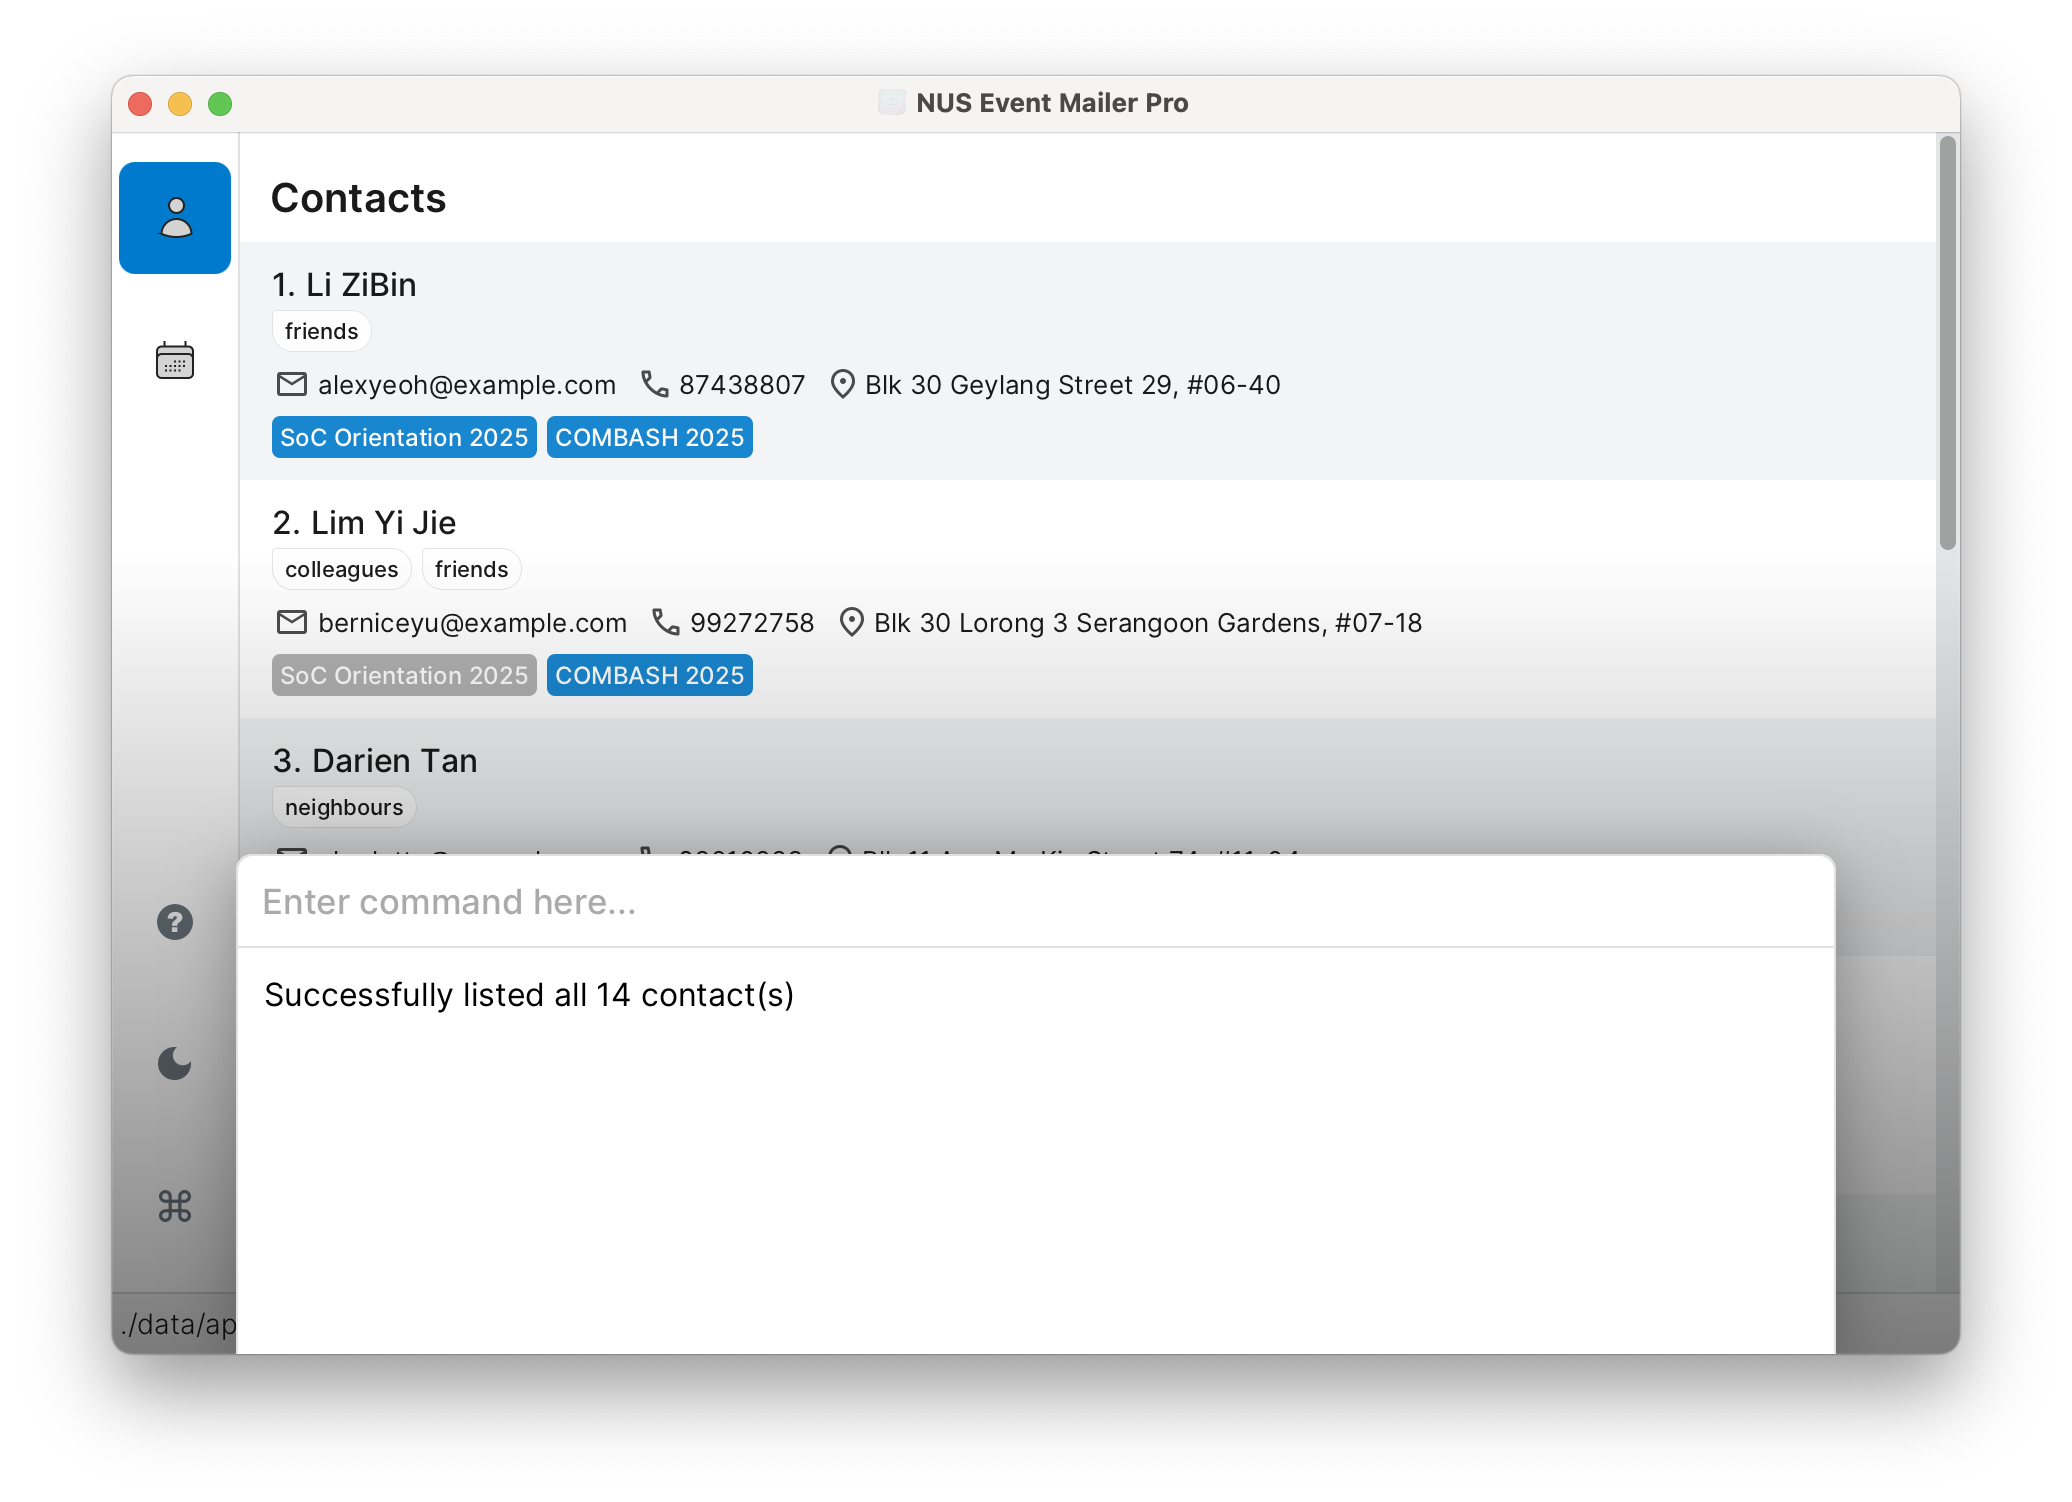 NUS Event Mailer Pro
Contacts
1. Li ZiBin
friends
alexyeoh@example.com 87438807 Blk 30 Geylang Street 29, #06-40
SoC Orientation 2025 COMBASH 2025
2. Lim Yi Jie
colleagues friends
berniceyu@example.com 99272758 Blk 30 Lorong 3 Serangoon Gardens, #07-18
SoC Orientation 2025 COMBASH 2025
3. Darien Tan
neighbours
Enter command here...
Successfully listed all 14 contact(s)
./data/ap